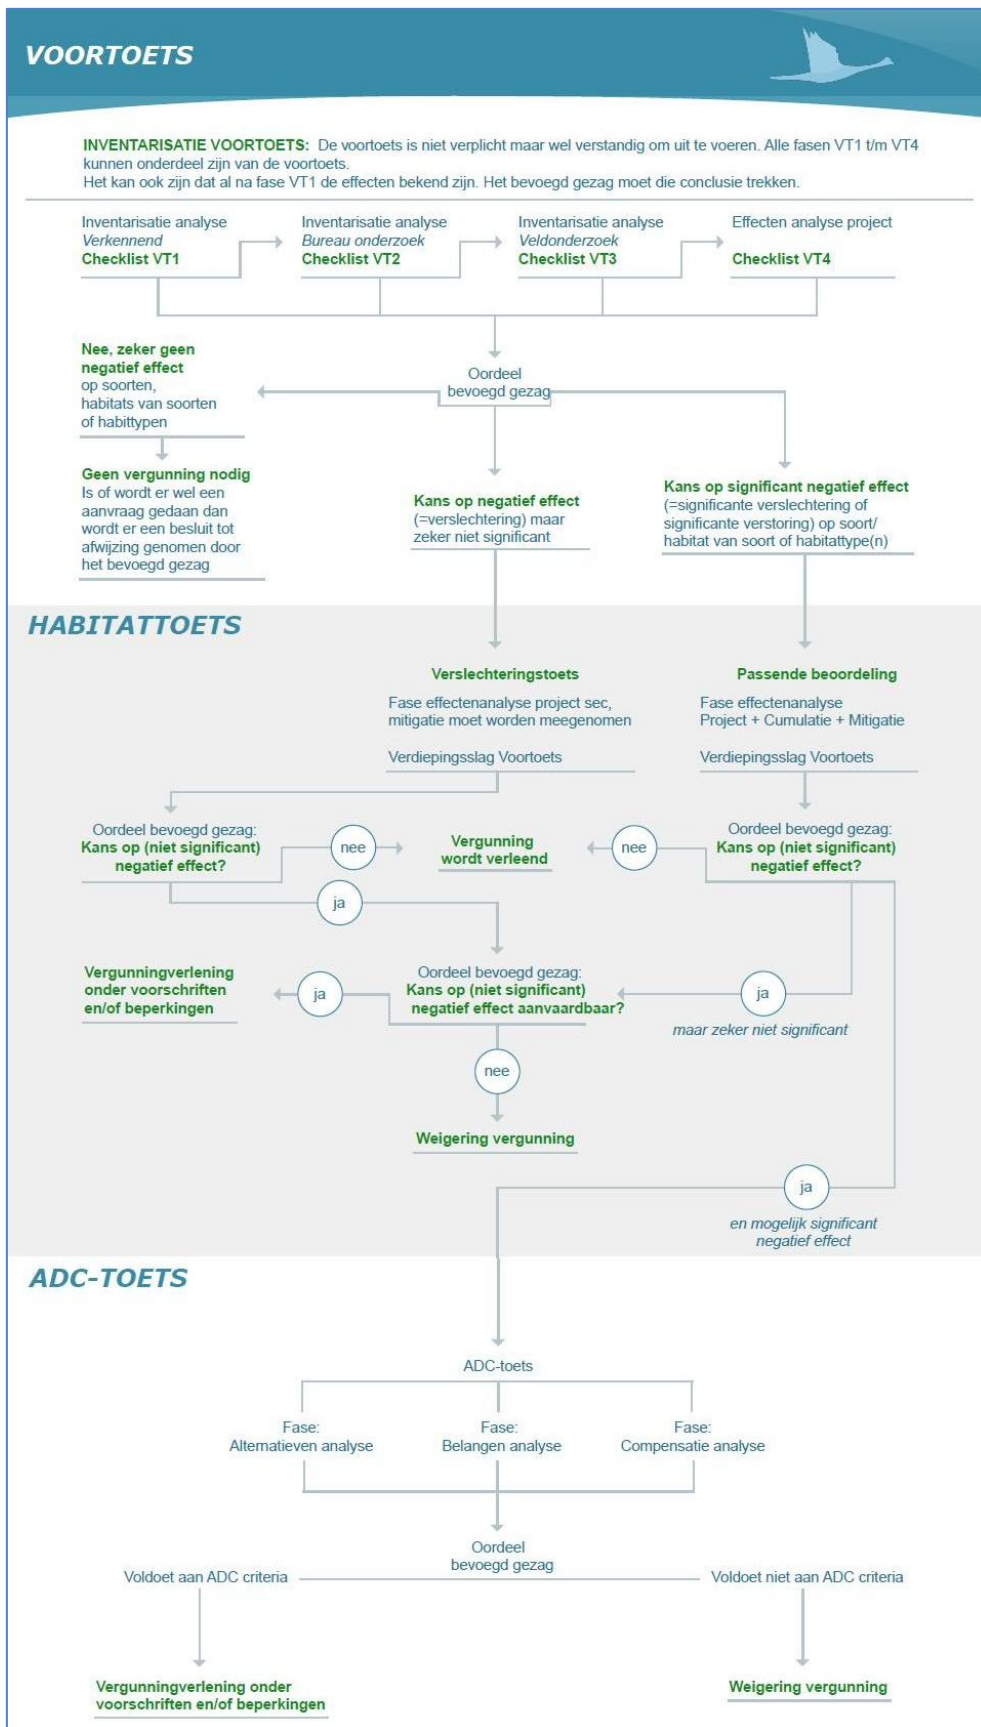 VOORTOETS
INVENTARISATIE VOORTOETS: De voortoets is niet verplicht maar wel verstandig om uit te voeren. Alle fasen VT1 t/m VT4
kunnen onderdeel zijn van de voortoets.
Het kan ook zijn dat al na fase VT1 de effecten bekend zijn. Het bevoegd gezag moet die conclusie trekken.
Inventarisatie analyse
Verkennend
Checklist VT1
Inventarisatie analyse
Bureau onderzoek
Checklist VT2
Inventarisatie analyse
Veldonderzoek
Checklist VT3
Effecten analyse project
Checklist VT4
Oordeel
bevoegd gezag
Nee, zeker geen
negatief effect
op soorten,
habitats van soorten
of habittypen
Geen vergunning nodig
Is of wordt er wel een
aanvraag gedaan dan
wordt er een besluit tot
afwijzing genomen door
het bevoegd gezag
Kans op negatief effect
(=verslechtering) maar
zeker niet significant
Kans op significant negatief effect
(=significante verslechtering of
significante verstoring) op soort/
habitat van soort of habitattype(n)
HABITATTOETS
Verslechteringstoets
Fase effectenanalyse project sec,
mitigatie moet worden meegenomen
Verdiepingsslag Voortoets
Passende beoordeling
Fase effectenanalyse
Project + Cumulatie + Mitigatie
Verdiepingsslag Voortoets
Oordeel bevoegd gezag:
Kans op (niet significant)
negatief effect?
nee
Vergunning
wordt verleend
nee
Oordeel bevoegd gezag:
Kans op (niet significant)
negatief effect?
ja
Vergunningverlening
onder voorschriften
en/of beperkingen
ja
Oordeel bevoegd gezag:
Kans op (niet significant)
negatief effect aanvaardbaar?
ja
maar zeker niet significant
nee
Weigering vergunning
ja
en mogelijk significant
negatief effect
ADC-TOETS
ADC-toets
Fase:
Alternatieven analyse
Fase:
Belangen analyse
Fase:
Compensatie analyse
Oordeel
bevoegd gezag
Voldoet aan ADC criteria
Voldoet niet aan ADC criteria
Vergunningverlening onder
voorschriften en/of beperkingen
Weigering vergunning